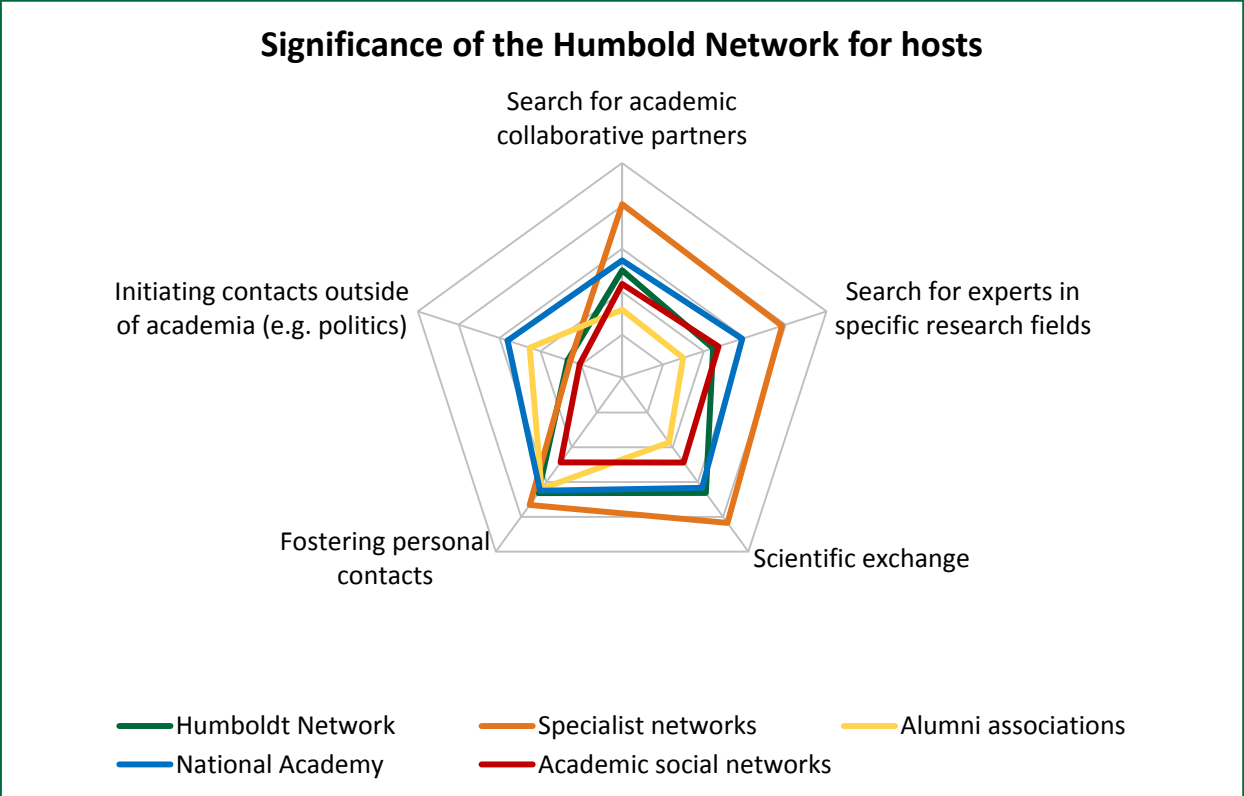 Significance of the Humbold Network for hosts
Search for academic
collaborative partners
Initiating contacts outside
of academia (e.g. politics)
Search for experts in
specific research fields
Fostering personal
contacts
Scientific exchange
Humboldt Network
Specialist networks
Alumni associations
National Academy
Academic social networks